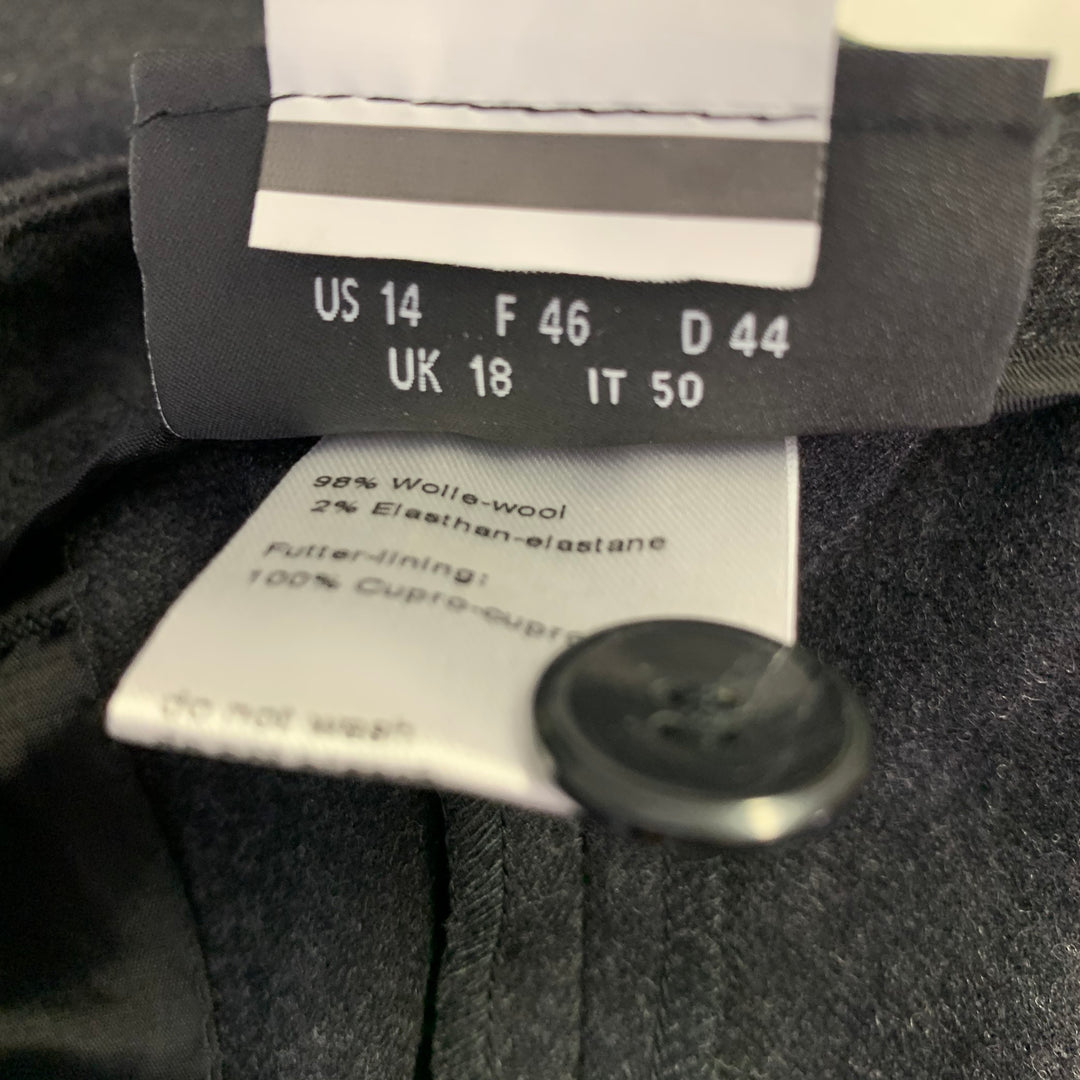 US 14 F 46 D 44
UK 18 IT 50
98% Wolle-wool
2% Elasthan-elastane
Futter-lining:
100% Cupro-cupro
do not wash